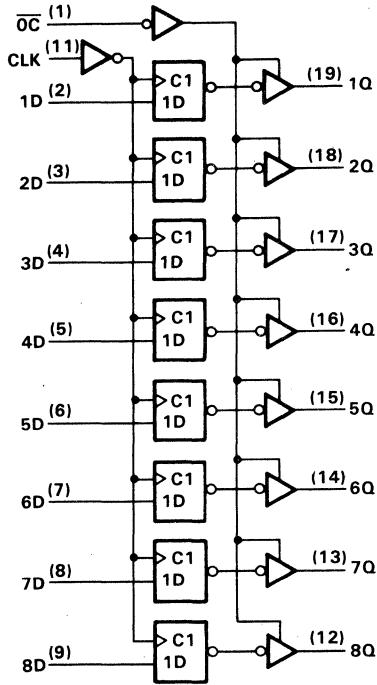 OC (1)
CLK (11)
C1 (19) 1Q
1D (2) 1D
C1 (18) 2Q
2D (3) 1D
C1 (17) 3Q
3D (4) 1D
C1 (16) 4Q
4D (5) 1D
C1 (15) 5Q
5D (6) 1D
C1 (14) 6Q
6D (7) 1D
C1 (13) 7Q
7D (8) 1D
C1 (12) 8Q
8D (9) 1D